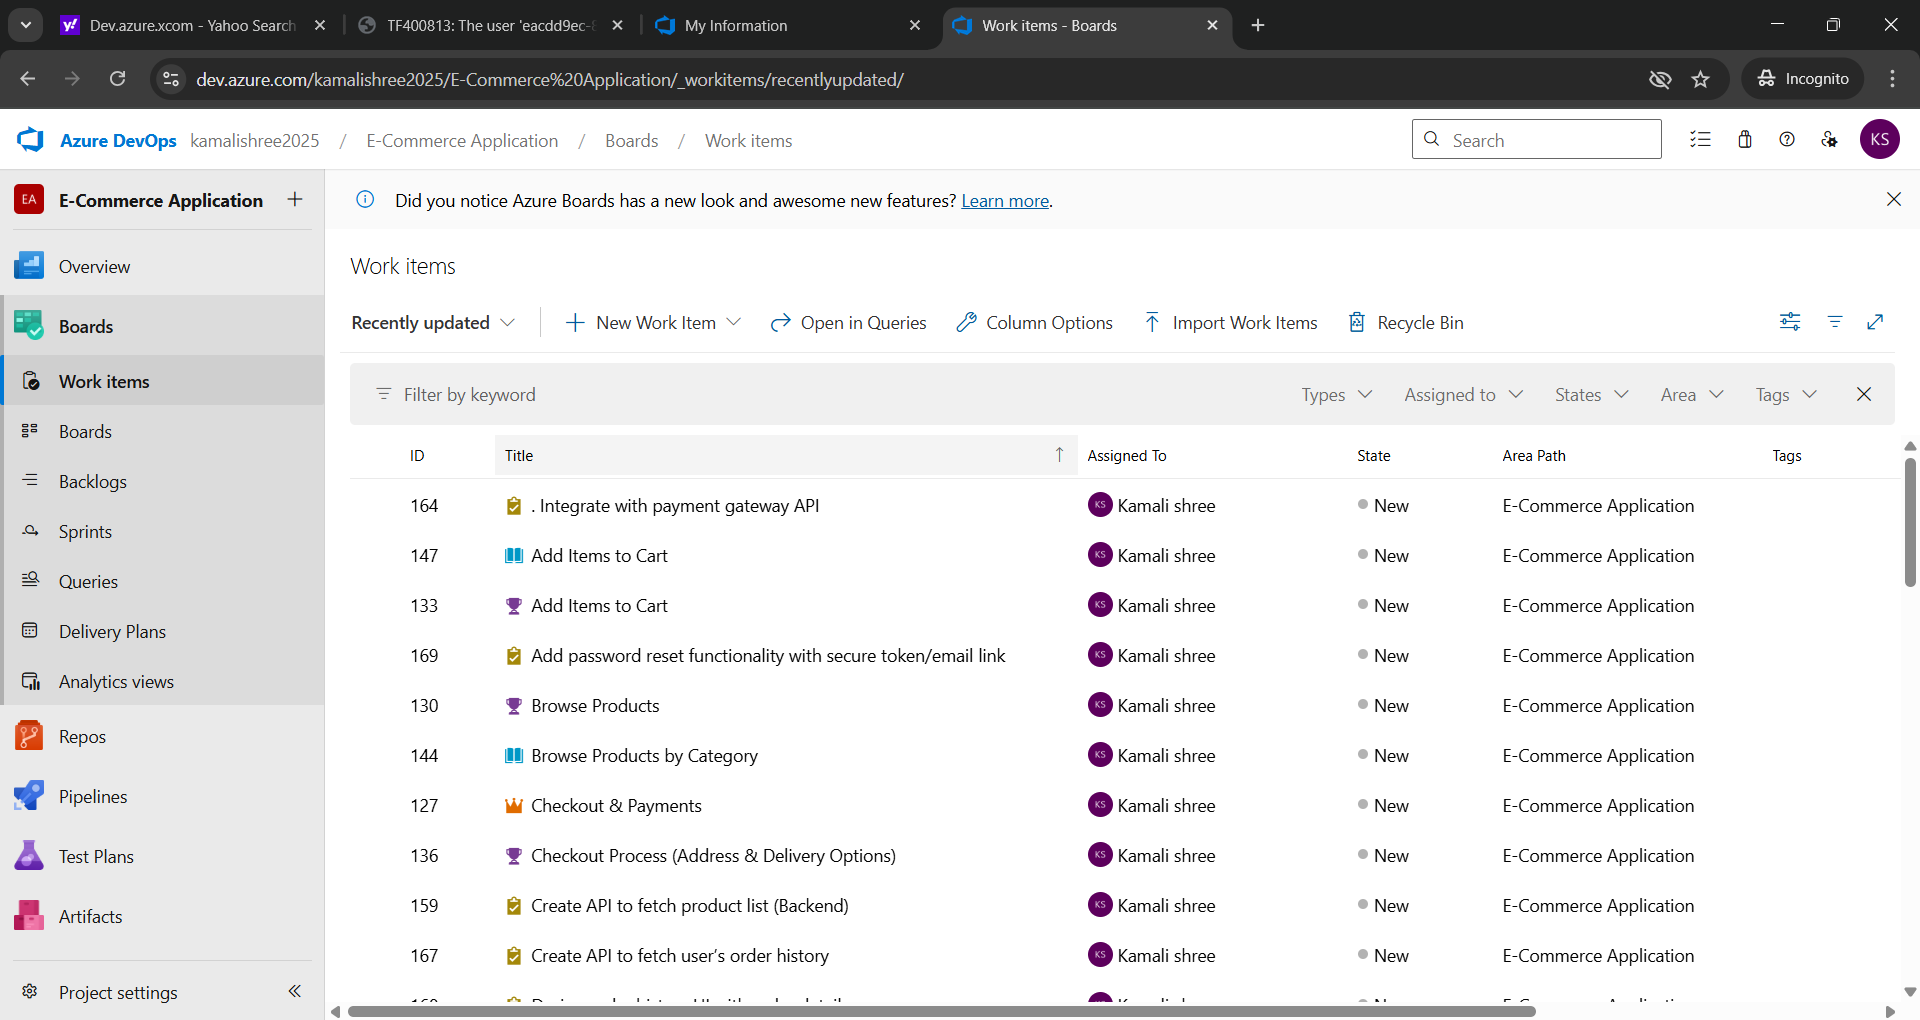 Dev.azure.xcom - Yahoo Search
TF400813: The user 'eacdd9ec-8
My Information
Work items - Boards
dev.azure.com/kamalishree2025/E-Commerce%20Application/_workitems/recentlyupdated/
Incognito
Azure DevOps kamalishree2025 / E-Commerce Application / Boards / Work items
Search
KS
EA E-Commerce Application
Did you notice Azure Boards has a new look and awesome new features? Learn more.
Overview
Boards
Work items
Boards
Backlogs
Sprints
Queries
Delivery Plans
Analytics views
Repos
Pipelines
Test Plans
Artifacts
Project settings
Work items
Recently updated New Work Item Open in Queries Column Options Import Work Items Recycle Bin
Filter by keyword Types Assigned to States Area Tags
ID Title Assigned To State Area Path Tags
164 . Integrate with payment gateway API KS Kamali shree New E-Commerce Application
147 Add Items to Cart KS Kamali shree New E-Commerce Application
133 Add Items to Cart KS Kamali shree New E-Commerce Application
169 Add password reset functionality with secure token/email link KS Kamali shree New E-Commerce Application
130 Browse Products KS Kamali shree New E-Commerce Application
144 Browse Products by Category KS Kamali shree New E-Commerce Application
127 Checkout & Payments KS Kamali shree New E-Commerce Application
136 Checkout Process (Address & Delivery Options) KS Kamali shree New E-Commerce Application
159 Create API to fetch product list (Backend) KS Kamali shree New E-Commerce Application
167 Create API to fetch user’s order history KS Kamali shree New E-Commerce Application